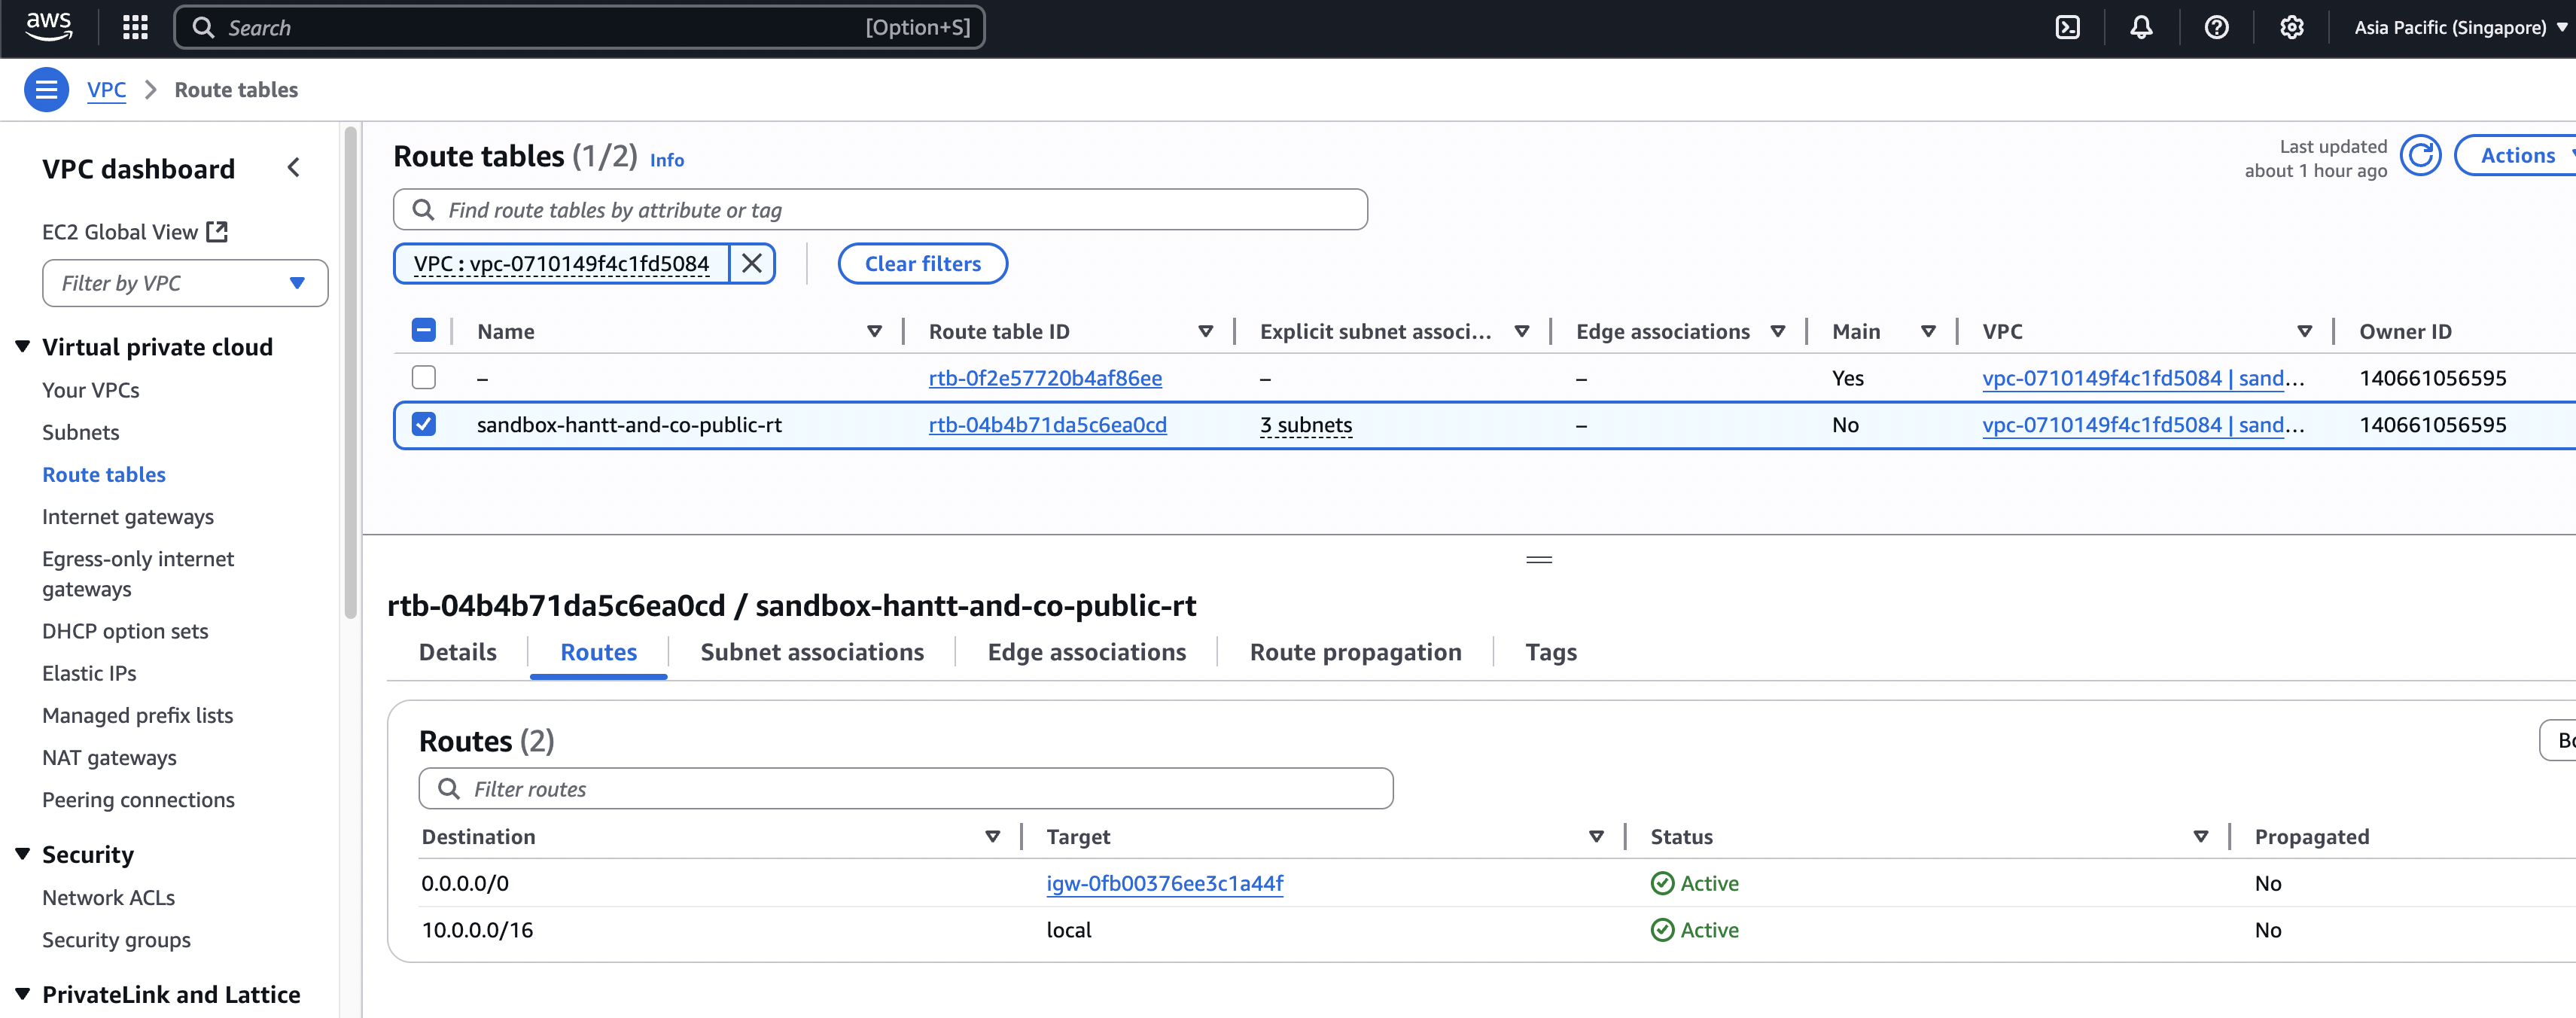 aws
Search [Option+S]
Asia Pacific (Singapore)
VPC Route tables
VPC dashboard
EC2 Global View
Filter by VPC
Virtual private cloud
Your VPCs
Subnets
Route tables
Internet gateways
Egress-only internet
gateways
DHCP option sets
Elastic IPs
Managed prefix lists
NAT gateways
Peering connections
Security
Network ACLs
Security groups
PrivateLink and Lattice
Route tables (1/2) Info
Last updated
about 1 hour ago
Actions
Find route tables by attribute or tag
VPC : vpc-0710149f4c1fd5084
Clear filters
Name Route table ID Explicit subnet associ... Edge associations Main VPC Owner ID
– rtb-0f2e57720b4af86ee – – Yes vpc-0710149f4c1fd5084 | sand... 140661056595
sandbox-hantt-and-co-public-rt rtb-04b4b71da5c6ea0cd 3 subnets – No vpc-0710149f4c1fd5084 | sand... 140661056595
rtb-04b4b71da5c6ea0cd / sandbox-hantt-and-co-public-rt
Details Routes Subnet associations Edge associations Route propagation Tags
Routes (2)
Filter routes
Destination Target Status Propagated
0.0.0.0/0 igw-0fb00376ee3c1a44f Active No
10.0.0.0/16 local Active No